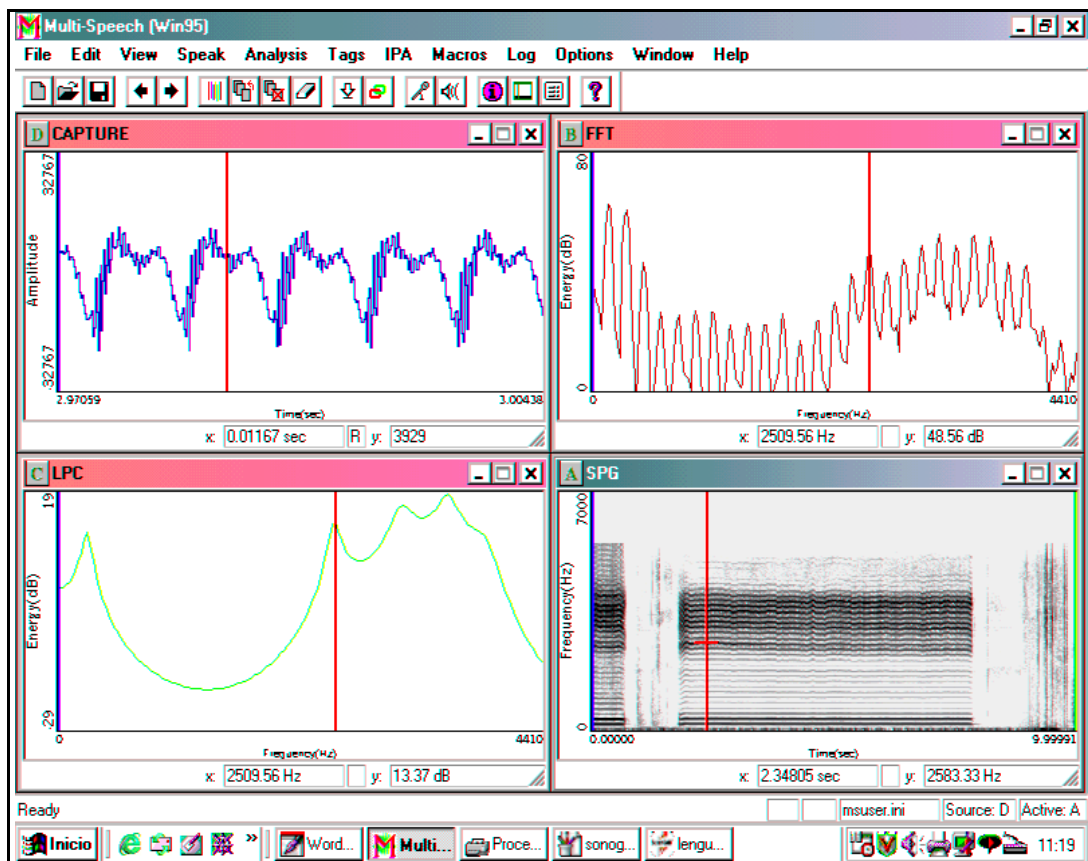 Multi-Speech (Win95)
File Edit View Speak Analysis Tags IPA Macros Log Options Window Help
D CAPTURE
32767
Amplitude
-32767
2.97059 3.00438
Time(sec)
x: 0.01167 sec R y: 3929
B FFT
80
Energy(dB)
0
0 4410
Frequency(Hz)
x: 2509.56 Hz y: 48.56 dB
C LPC
19
Energy(dB)
-29
0 4410
Frequency(Hz)
x: 2509.56 Hz y: 13.37 dB
A SPG
7000
Frequency(Hz)
0
0.00000 9.99991
Time(sec)
x: 2.34805 sec y: 2583.33 Hz
Ready msuser.ini Source: D Active: A
Inicio » Word... Multi... Proce... sonog... lengu... 11:19